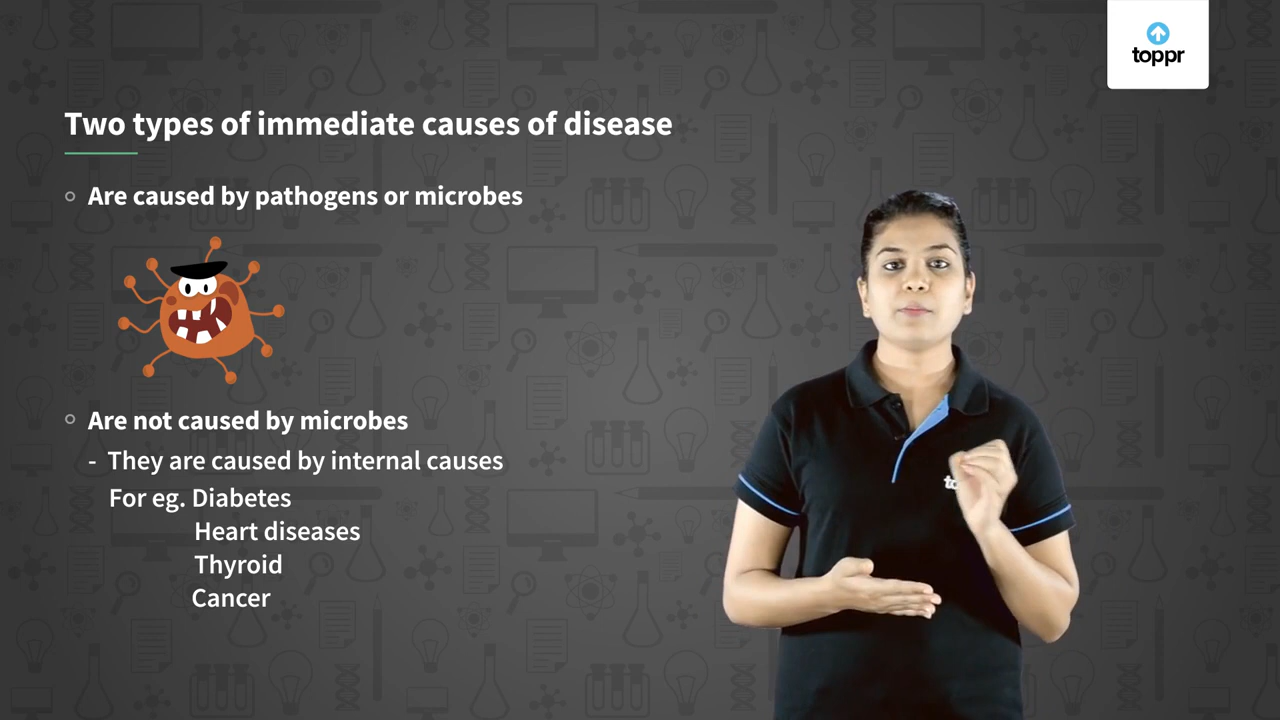 toppr
Two types of immediate causes of disease
Are caused by pathogens or microbes
Are not caused by microbes
- They are caused by internal causes
For eg. Diabetes
Heart diseases
Thyroid
Cancer